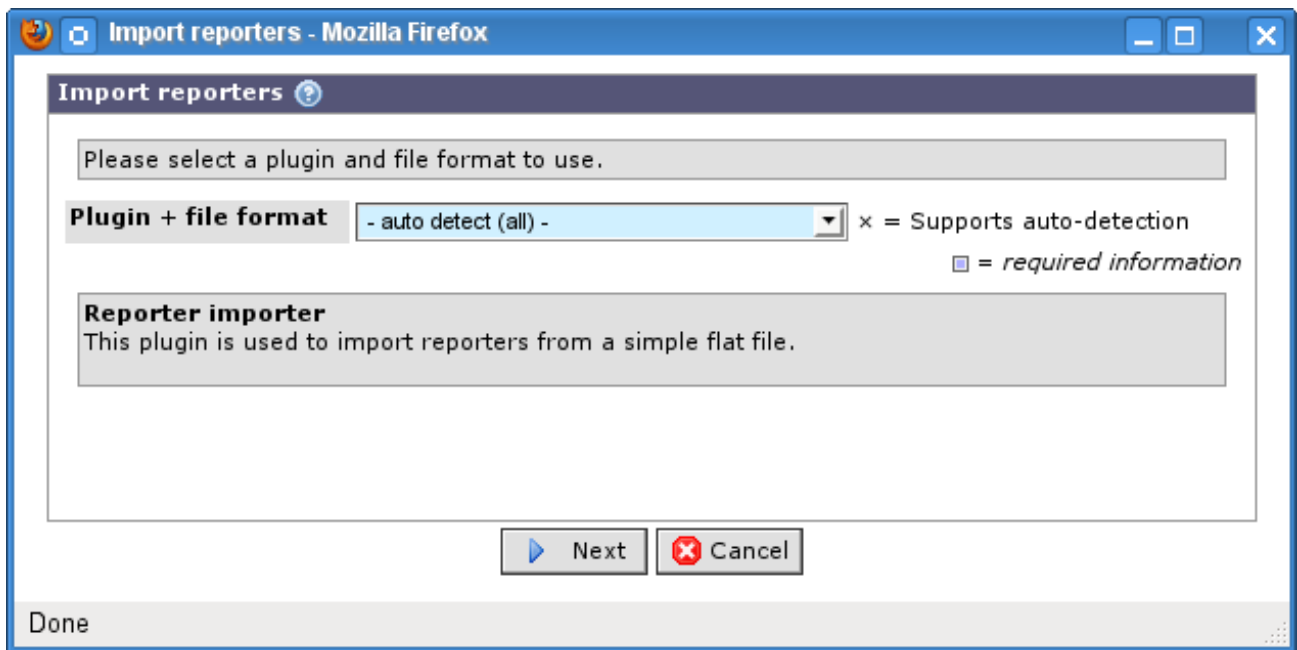 Import reporters - Mozilla Firefox
Import reporters ?
Please select a plugin and file format to use.
Plugin + file format - auto detect (all) - × = Supports auto-detection
= required information
Reporter importer
This plugin is used to import reporters from a simple flat file.
Next Cancel
Done